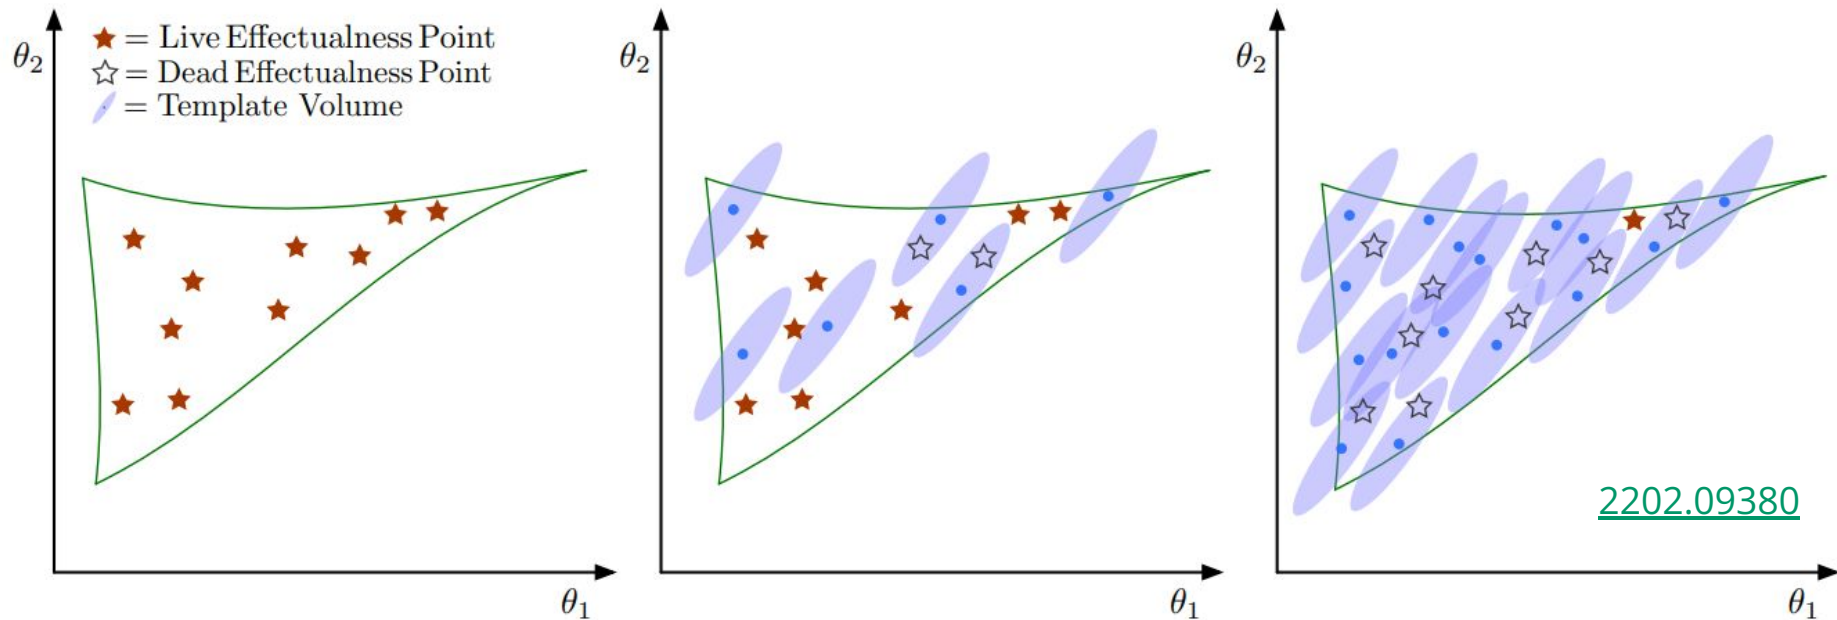 θ₂
★ = Live Effectualness Point
☆ = Dead Effectualness Point
= Template Volume
θ₁
θ₂
θ₁
θ₂
2202.09380
θ₁